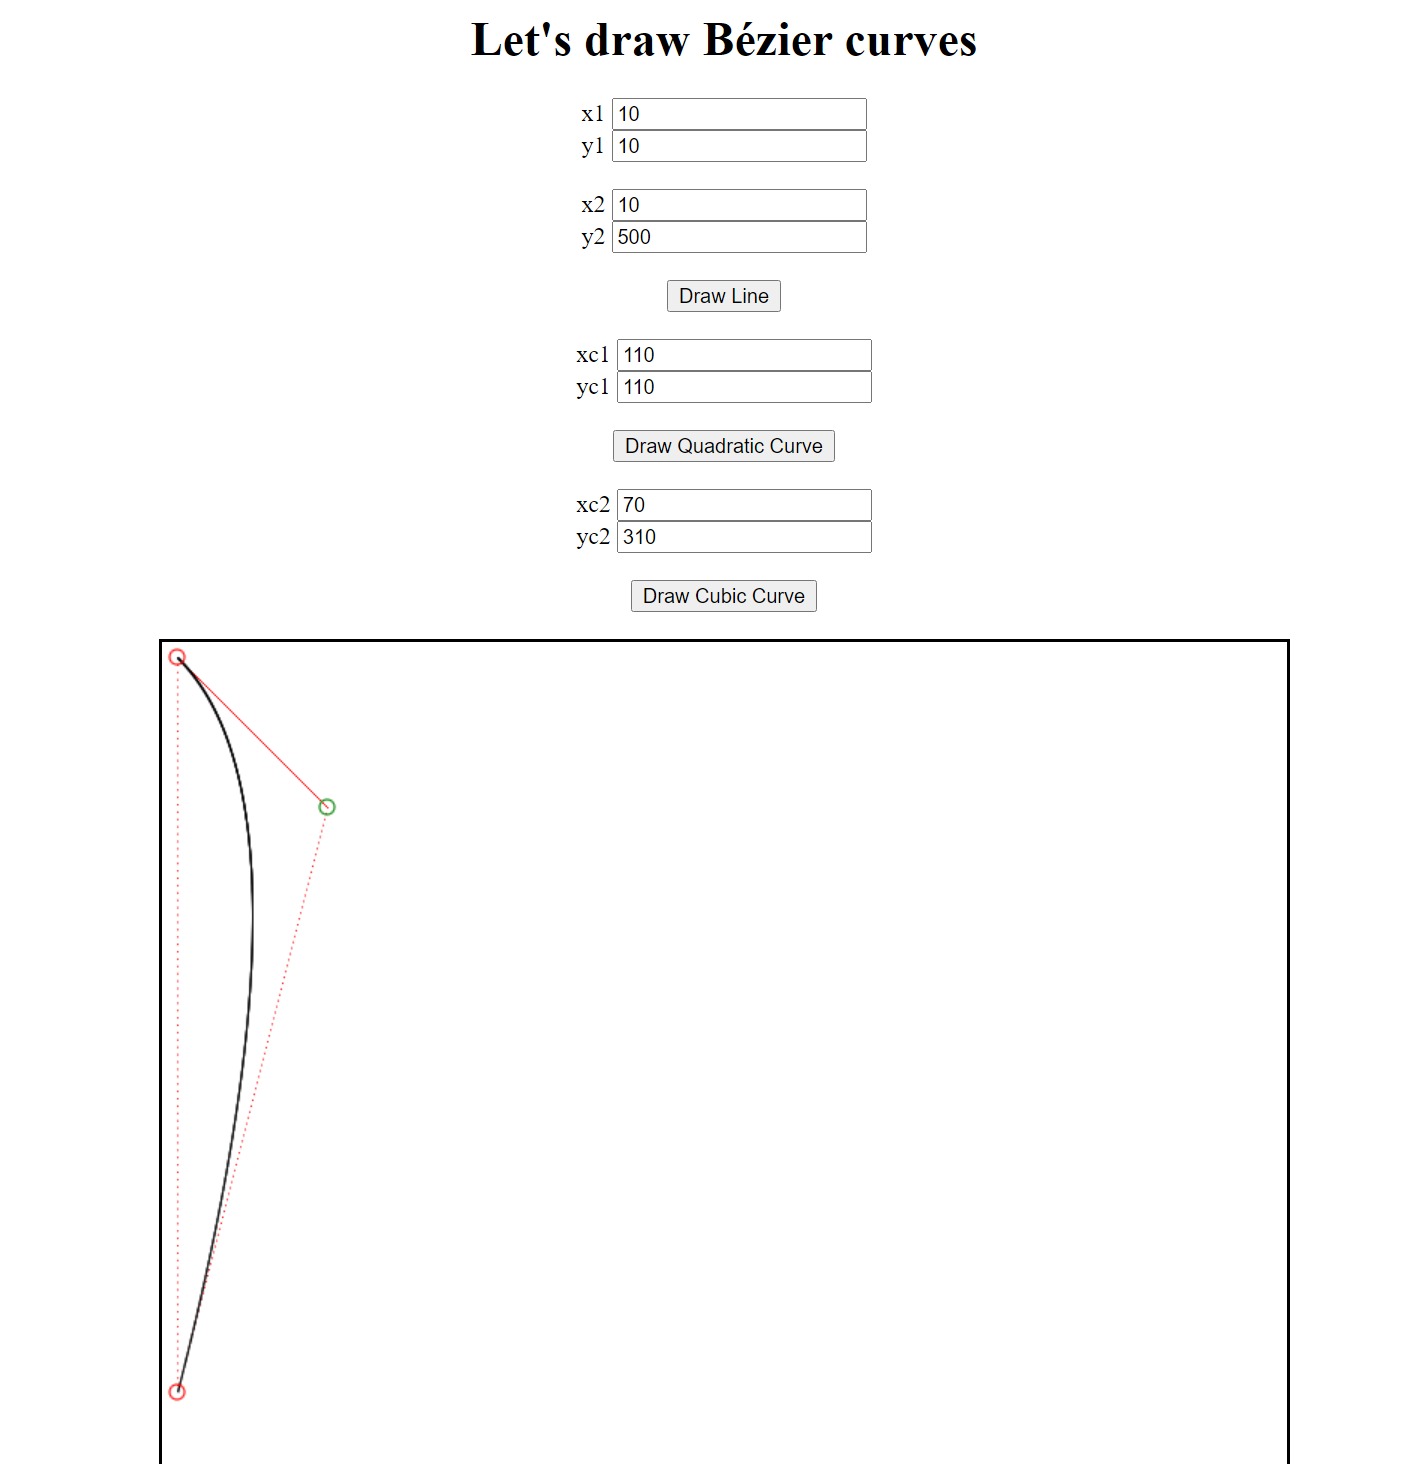 Let's draw Bézier curves
x1 10
y1 10
x2 10
y2 500
Draw Line
xc1 110
yc1 110
Draw Quadratic Curve
xc2 70
yc2 310
Draw Cubic Curve